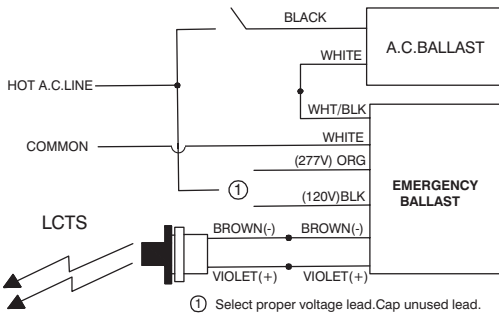 BLACK
A.C.BALLAST
WHITE
HOT A.C.LINE
WHT/BLK
WHITE
COMMON
(277V) ORG
1
(120V)BLK
EMERGENCY
BALLAST
LCTS
BROWN(-) BROWN(-)
VIOLET(+) VIOLET(+)
1 Select proper voltage lead.Cap unused lead.